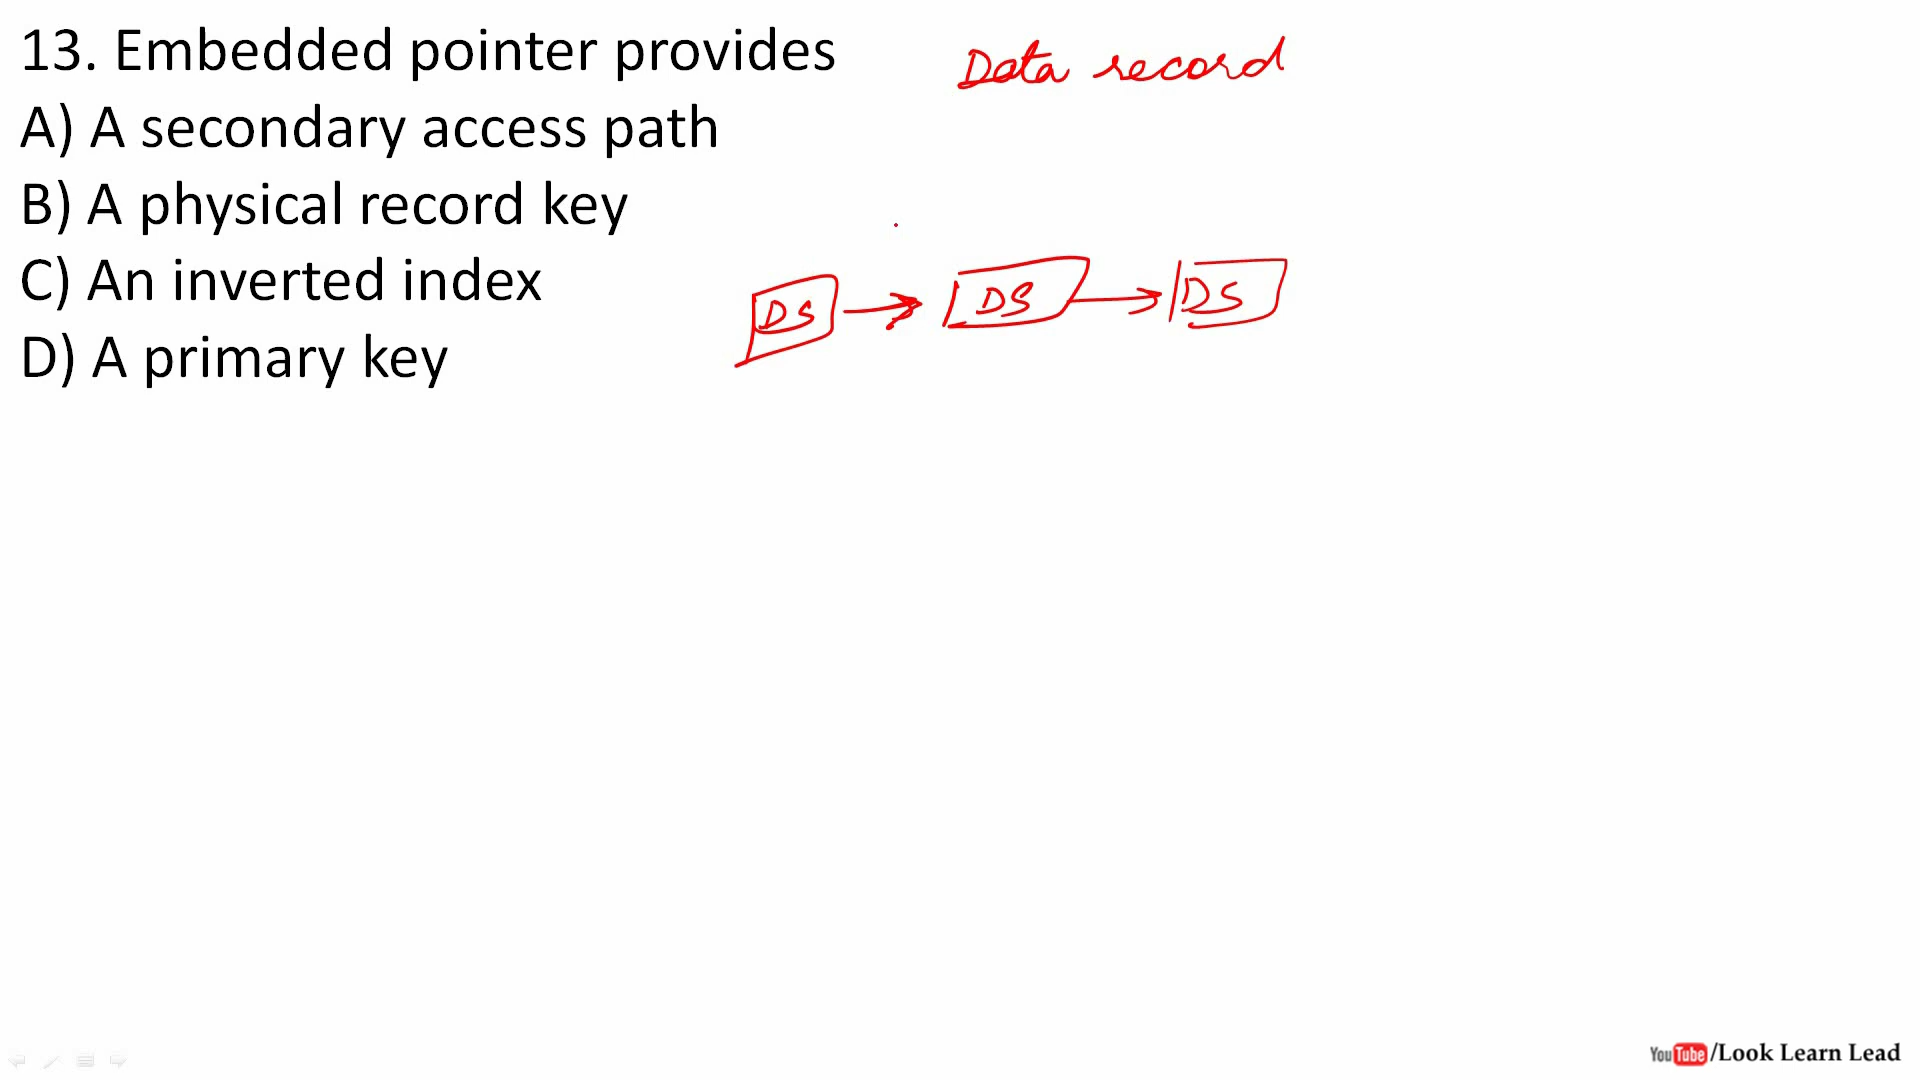 13. Embedded pointer provides
Data record
A) A secondary access path
B) A physical record key
C) An inverted index
DS DS DS
D) A primary key
YouTube/Look Learn Lead